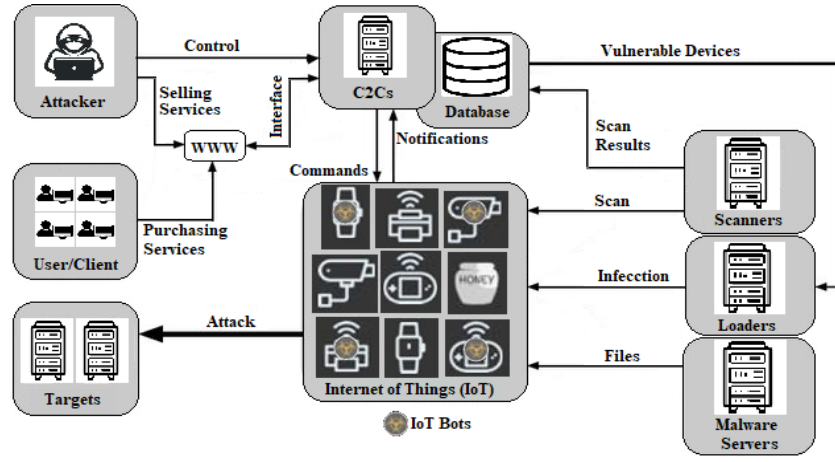 Control
Vulnerable Devices
Attacker
Selling
Services
Interface
C2Cs
Database
WWW
Notifications
Scan
Results
Commands
Purchasing
Services
User/Client
Scan
Scanners
HONEY
Infecction
Loaders
Attack
Files
Targets
Internet of Things (IoT)
IoT Bots
Malware
Servers